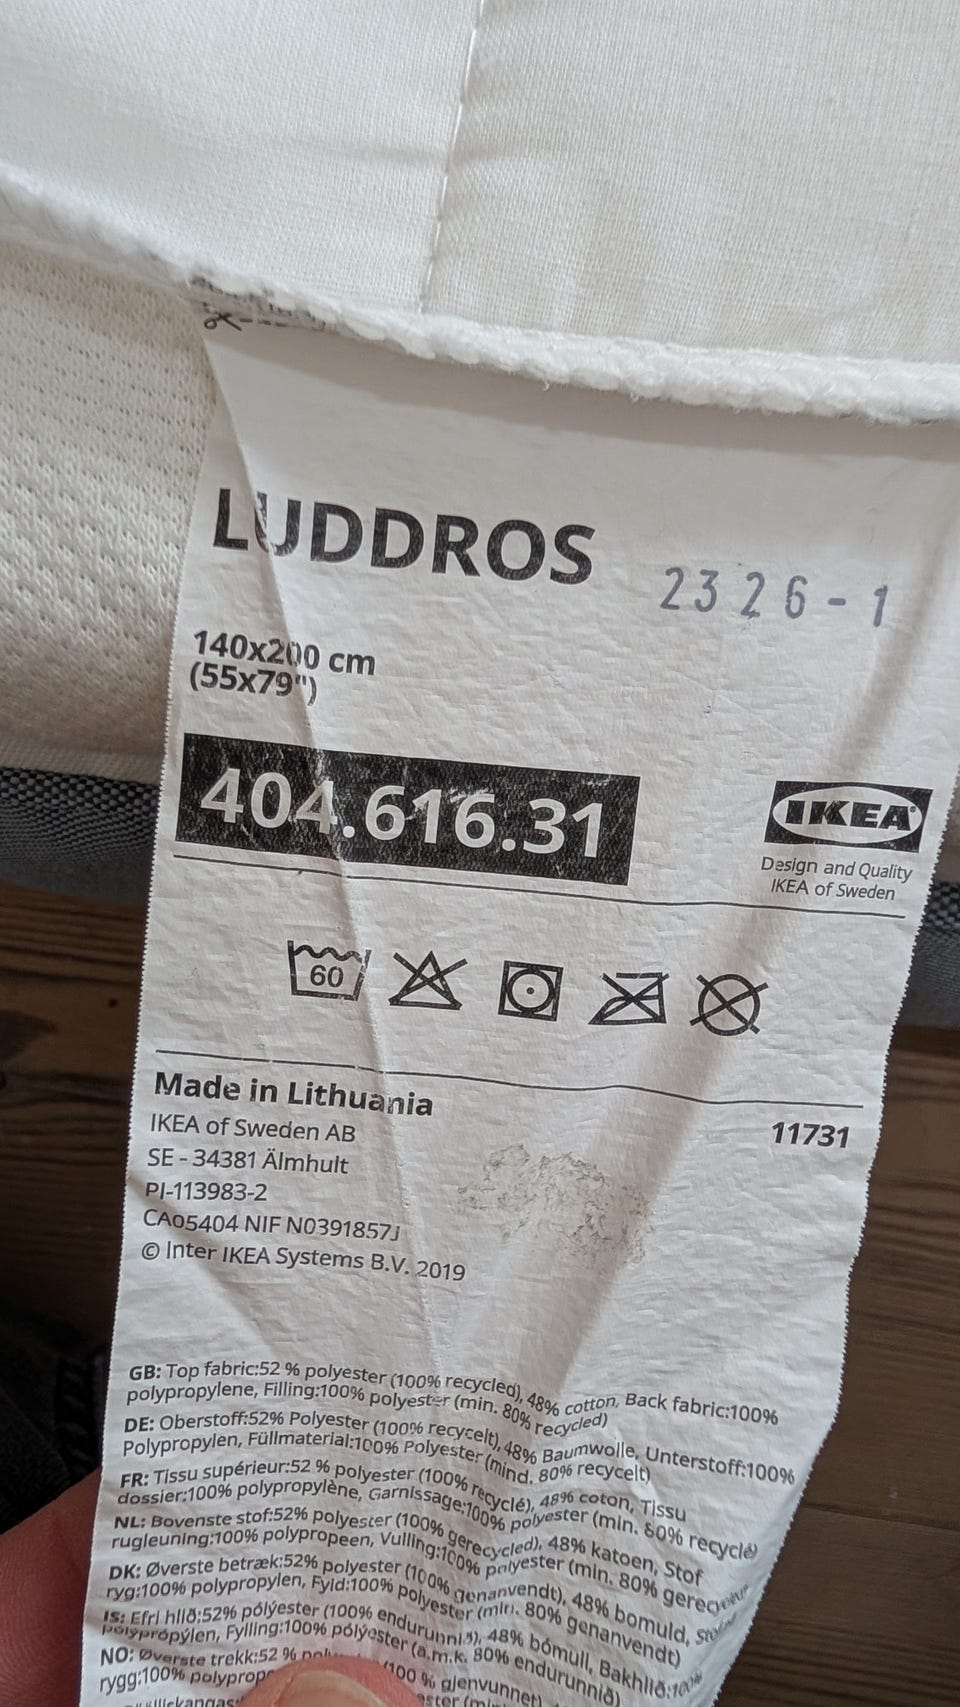 LUDDROS
2326-1
140x200 cm
(55x79")
404.616.31
IKEA®
Design and Quality
IKEA of Sweden
60
Made in Lithuania
11731
IKEA of Sweden AB
SE - 34381 Älmhult
PI-113983-2
CA05404 NIF N0391857J
© Inter IKEA Systems B.V. 2019
GB: Top fabric:52 % polyester (100% recycled), 48% cotton, Back fabric:100%
polypropylene, Filling:100% polyester (min. 80% recycled)
DE: Oberstoff:52% Polyester (100% recycelt), 48% Baumwolle, Unterstoff:100%
Polypropylen, Füllmaterial:100% Polyester (mind. 80% recycelt)
FR: Tissu supérieur:52 % polyester (100% recyclé), 48% coton, Tissu
dossier:100% polypropylène, Garnissage:100% polyester (min. 80% recyclé)
NL: Bovenste stof:52% polyester (100% gerecycled), 48% katoen, Stof
rugleuning:100% polypropeen, Vulling:100% polyester (min. 80%
DK: Øverste betræk:52% polyester (100% genanvendt), 48% bomuld,
ryg:100% polypropylen, Fyld:100% polyester (min. 80% genanvendt)
IS: Efri hlið:52% pólýester (100% endurunnið), 48% bómull, Bakhlið:100%
pólýprópýlen, Fylling:100% pólýester (a.m.k. 80% endurunnið)
NO: Øverste trekk:52 % (100 % gjenvunnet),
rygg:100%